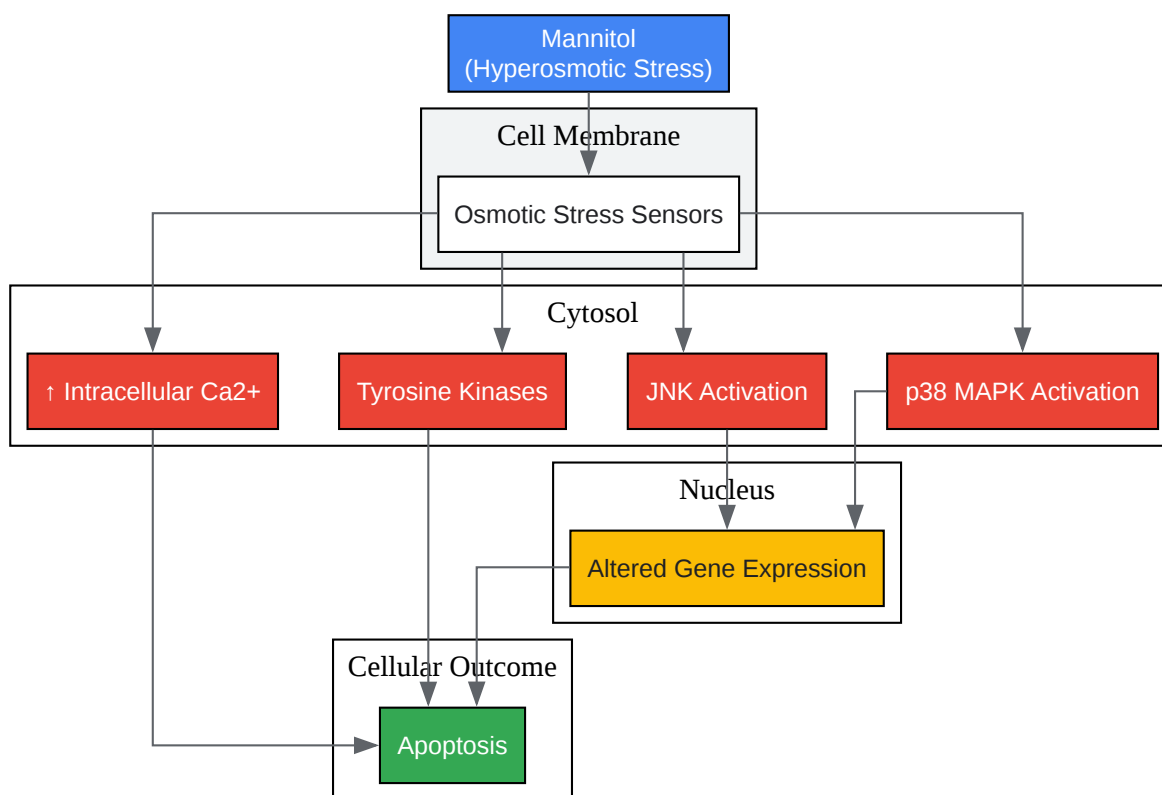 Mannitol
(Hyperosmotic Stress)
Cell Membrane
Osmotic Stress Sensors
Cytosol
↑ Intracellular Ca2+
Tyrosine Kinases
JNK Activation
p38 MAPK Activation
Nucleus
Altered Gene Expression
Cellular Outcome
Apoptosis